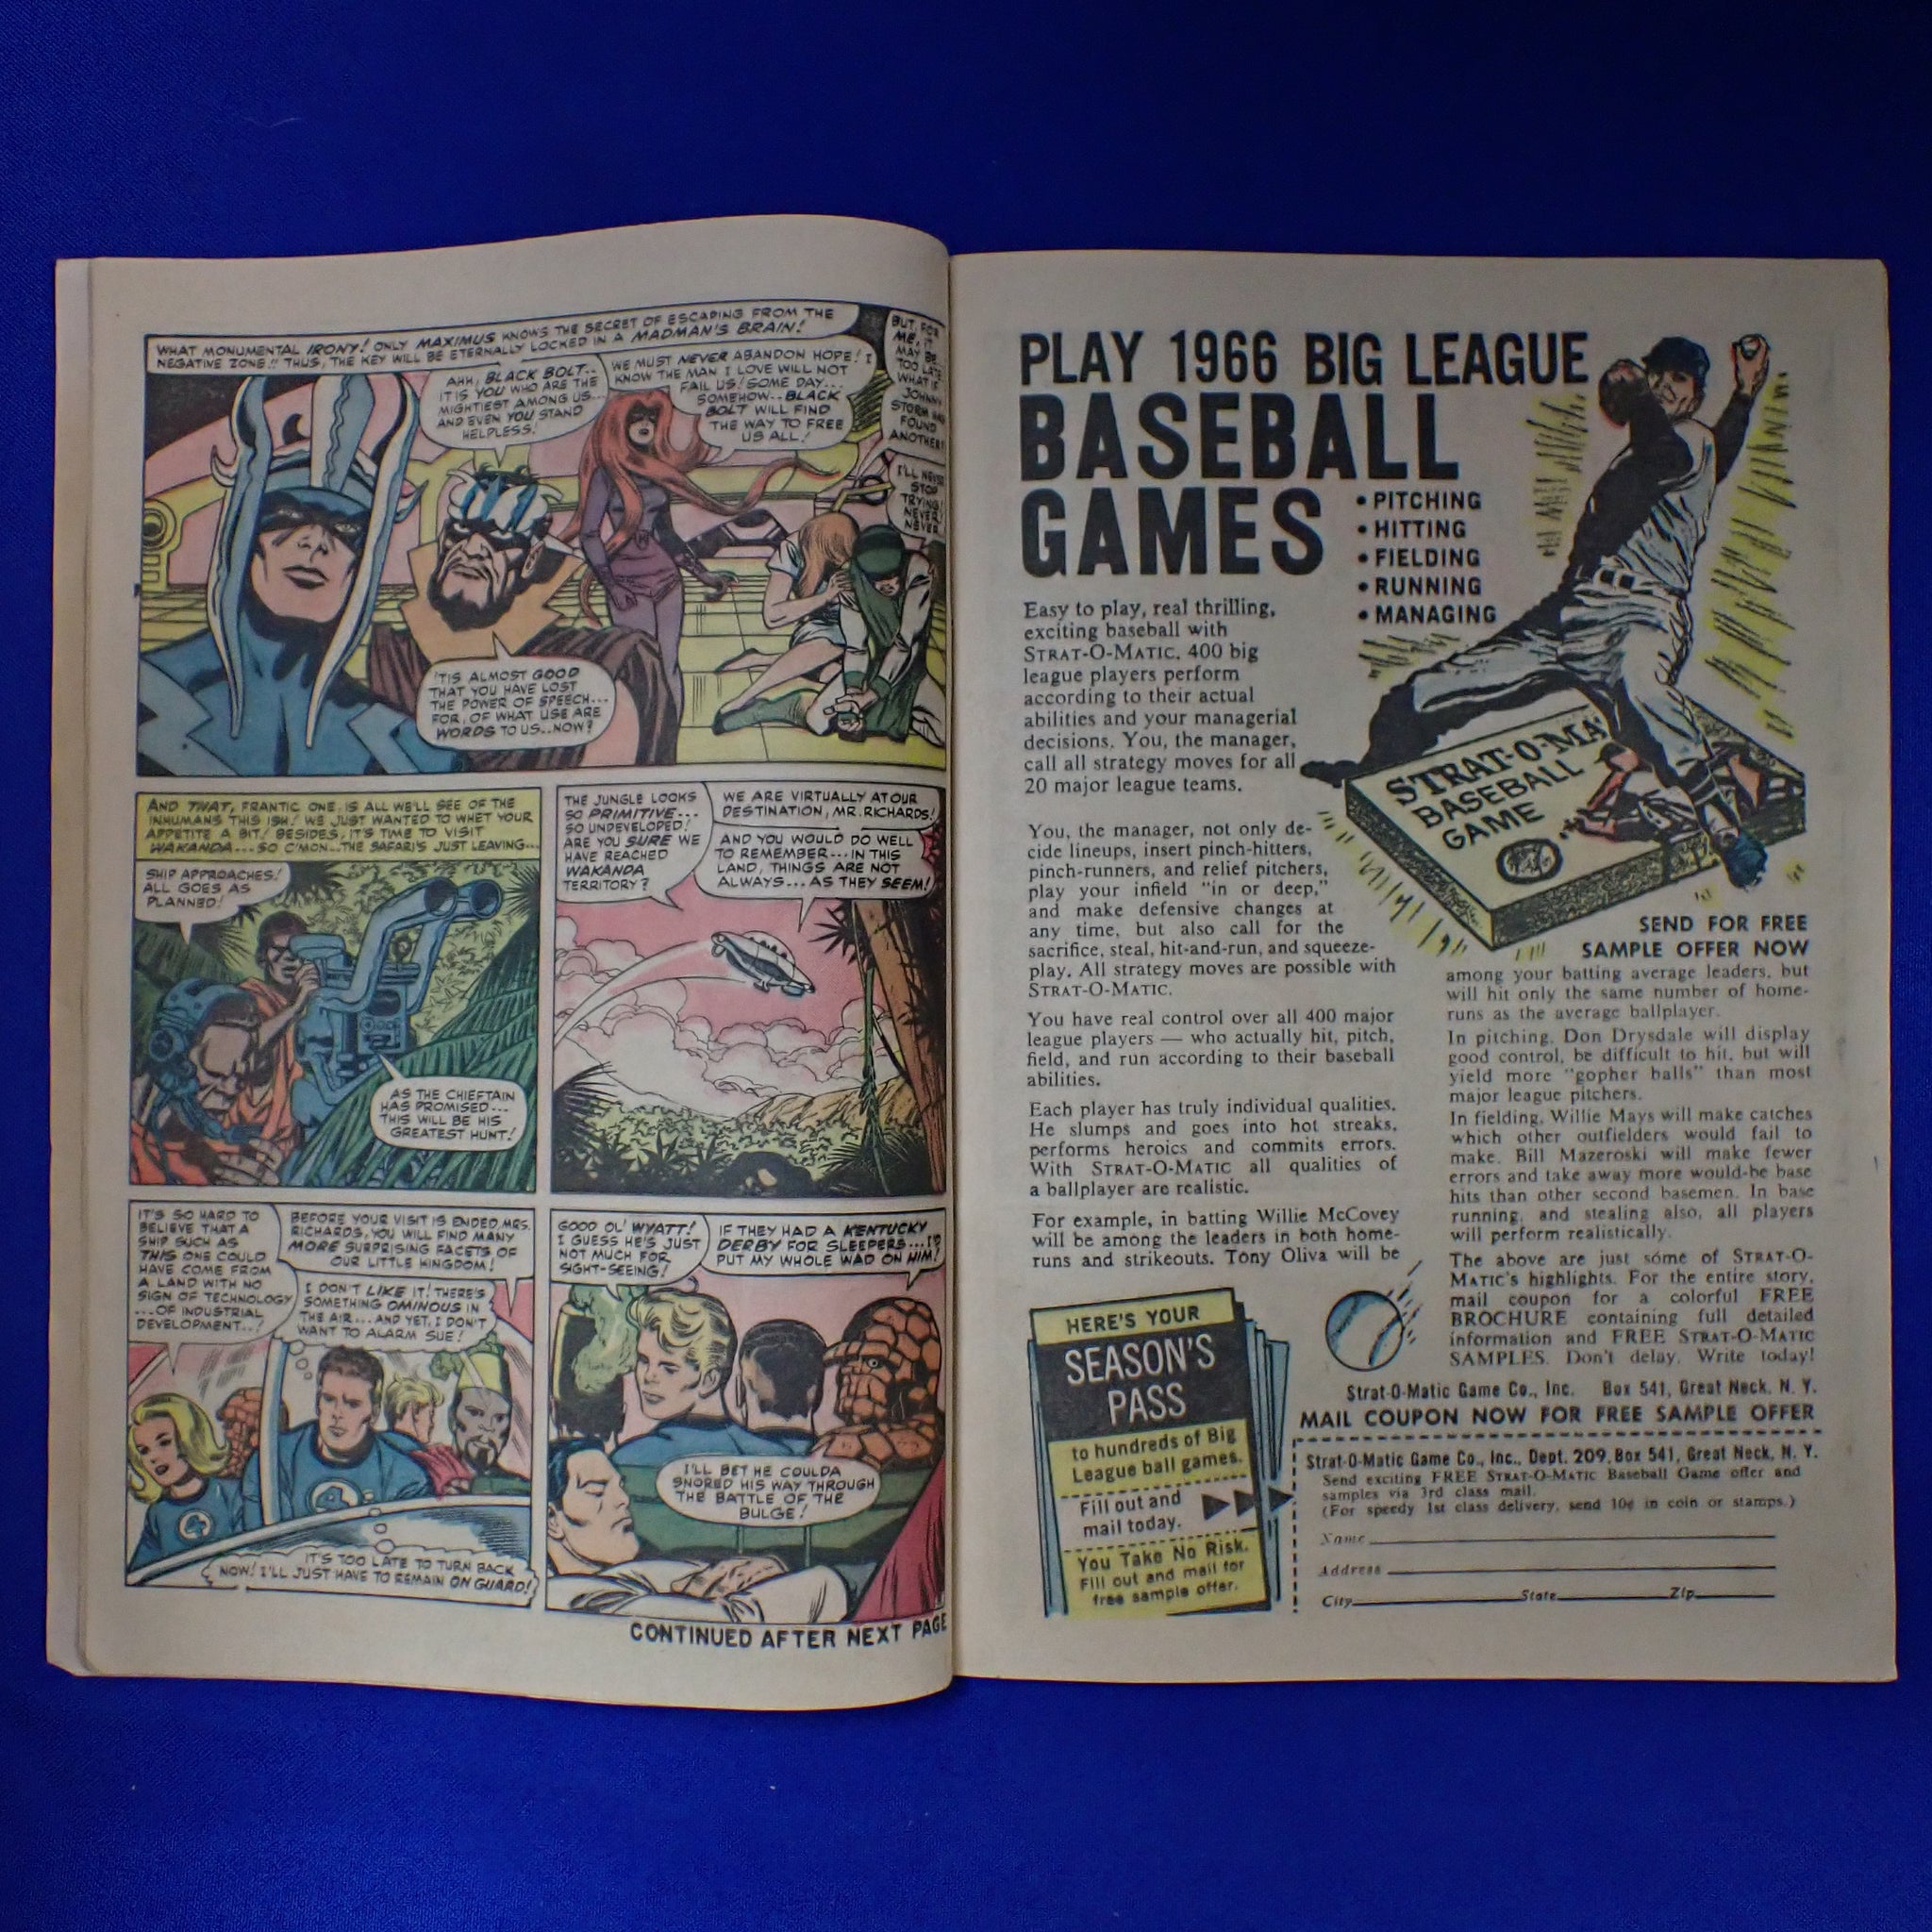 WHAT MONUMENTAL IRONY! ONLY MAXIMUS KNOWS THE SECRET OF ESCAPING FROM THE
NEGATIVE ZONE!! THUS, THE KEY WILL BE ETERNALLY LOCKED IN A MADMAN'S BRAIN!
AHH, BLACK BOLT..
IT IS YOU WHO ARE THE
MIGHTIEST AMONG US...
AND EVEN YOU STAND
HELPLESS!
WE MUST NEVER ABANDON HOPE! I
KNOW THE MAN I LOVE WILL NOT
FAIL US! SOME DAY...
SOMEHOW.. BLACK
BOLT WILL FIND
THE WAY TO FREE
US ALL!
BUT, FOR
ME, IT
MAY BE
TOO LATE
WHAT IF
JOHNNY
STORM HAS
FOUND
ANOTHER
I'LL NEVER
STOP
TRYING!
NEVER
NEVER
'TIS ALMOST GOOD
THAT YOU HAVE LOST
THE POWER OF SPEECH...
FOR, OF WHAT USE ARE
WORDS TO US..NOW?
AND THAT, FRANTIC ONE, IS ALL WE'LL SEE OF THE
INHUMANS THIS ISH! WE JUST WANTED TO WHET YOUR
APPETITE A BIT! BESIDES, IT'S TIME TO VISIT
WAKANDA...SO C'MON...THE SAFARI'S JUST LEAVING...
SHIP APPROACHES!
ALL GOES AS
PLANNED!
AS THE CHIEFTAIN
HAS PROMISED...
THIS WILL BE HIS
GREATEST HUNT!
THE JUNGLE LOOKS
SO PRIMITIVE...
SO UNDEVELOPED!
ARE YOU SURE WE
HAVE REACHED
WAKANDA
TERRITORY?
WE ARE VIRTUALLY AT OUR
DESTINATION, MR. RICHARDS!
AND YOU WOULD DO WELL
TO REMEMBER...IN THIS
LAND, THINGS ARE NOT
ALWAYS...AS THEY SEEM!
IT'S SO HARD TO
BELIEVE THAT A
SHIP SUCH AS
THIS ONE COULD
HAVE COME FROM
A LAND WITH NO
SIGN OF TECHNOLOGY
...OF INDUSTRIAL
DEVELOPMENT..!
BEFORE YOUR VISIT IS ENDED, MRS.
RICHARDS, YOU WILL FIND MANY
MORE SURPRISING FACETS OF
OUR LITTLE KINGDOM!
I DON'T LIKE IT! THERE'S
SOMETHING OMINOUS IN
THE AIR...AND YET, I DON'T
WANT TO ALARM SUE!
IT'S TOO LATE TO TURN BACK
NOW! I'LL JUST HAVE TO REMAIN ON GUARD!
GOOD OL' WYATT!
I GUESS HE'S JUST
NOT MUCH FOR
SIGHT-SEEING!
IF THEY HAD A KENTUCKY
DERBY FOR SLEEPERS...I'D
PUT MY WHOLE WAD ON HIM!
I'LL BET HE COULDA
SNORED HIS WAY THROUGH
THE BATTLE OF THE
BULGE!
CONTINUED AFTER NEXT PAGE
PLAY 1966 BIG LEAGUE
BASEBALL
GAMES
• PITCHING
• HITTING
• FIELDING
• RUNNING
• MANAGING
Easy to play, real thrilling,
exciting baseball with
STRAT-O-MATIC. 400 big
league players perform
according to their actual
abilities and your managerial
decisions. You, the manager,
call all strategy moves for all
20 major league teams.
STRAT-O-MA
BASEBALL
GAME
You, the manager, not only de-
cide lineups, insert pinch-hitters,
pinch-runners, and relief pitchers,
play your infield "in or deep,"
and make defensive changes at
any time, but also call for the
sacrifice, steal, hit-and-run, and squeeze-
play. All strategy moves are possible with
STRAT-O-MATIC.
You have real control over all 400 major
league players — who actually hit, pitch,
field, and run according to their baseball
abilities.
Each player has truly individual qualities.
He slumps and goes into hot streaks,
performs heroics and commits errors.
With STRAT-O-MATIC all qualities of
a ballplayer are realistic.
For example, in batting Willie McCovey
will be among the leaders in both home-
runs and strikeouts. Tony Oliva will be
SEND FOR FREE
SAMPLE OFFER NOW
among your batting average leaders, but
will hit only the same number of home-
runs as the average ballplayer.
In pitching, Don Drysdale will display
good control, be difficult to hit, but will
yield more "gopher balls" than most
major league pitchers.
In fielding, Willie Mays will make catches
which other outfielders would fail to
make. Bill Mazeroski will make fewer
errors and take away more would-be base
hits than other second basemen. In base
running, and stealing also, all players
will perform realistically.
The above are just some of STRAT-O-
MATIC's highlights. For the entire story,
mail coupon for a colorful FREE
BROCHURE containing full detailed
information and FREE STRAT-O-MATIC
SAMPLES. Don't delay. Write today!
HERE'S YOUR
SEASON'S
PASS
to hundreds of Big
League ball games.
Fill out and
mail today.
You Take No Risk.
Fill out and mail for
free sample offer.
Strat-O-Matic Game Co., Inc. Box 541, Great Neck, N. Y.
MAIL COUPON NOW FOR FREE SAMPLE OFFER
Strat-O-Matic Game Co., Inc., Dept. 209, Box 541, Great Neck, N. Y.
Send exciting FREE STRAT-O-MATIC Baseball Game offer and
samples via 3rd class mail.
(For speedy 1st class delivery, send 10¢ in coin or stamps.)
Name
Address
City State Zip